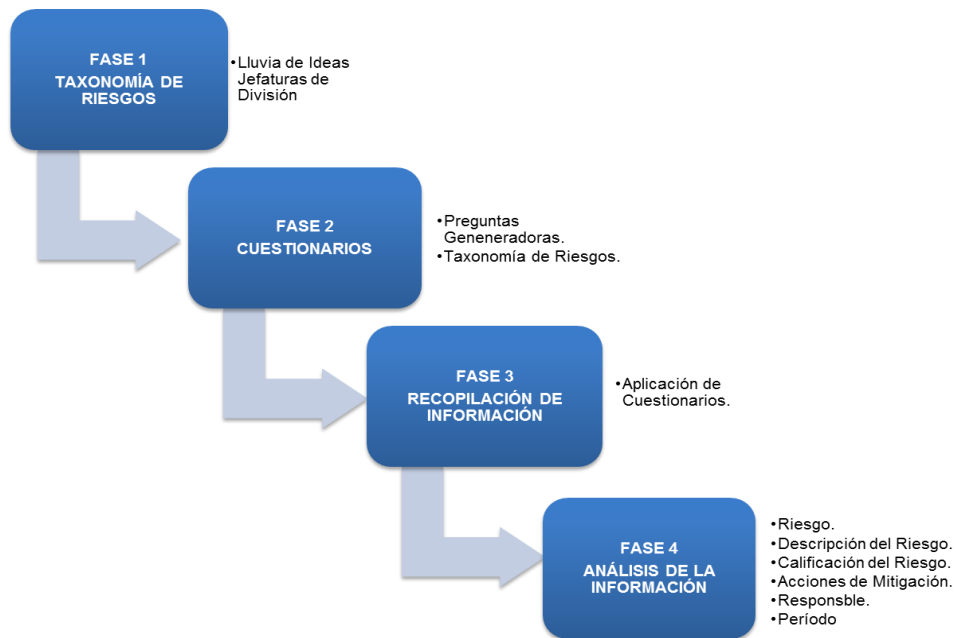 FASE 1
TAXONOMÍA DE
RIESGOS
•Lluvia de Ideas
Jefaturas de
División
FASE 2
CUESTIONARIOS
•Preguntas
Geneneradoras.
•Taxonomía de Riesgos.
FASE 3
RECOPILACIÓN DE
INFORMACIÓN
•Aplicación de
Cuestionarios.
FASE 4
ANÁLISIS DE LA
INFORMACIÓN
•Riesgo.
•Descripción del Riesgo.
•Calificación del Riesgo.
•Acciones de Mitigación.
•Responsble.
•Período